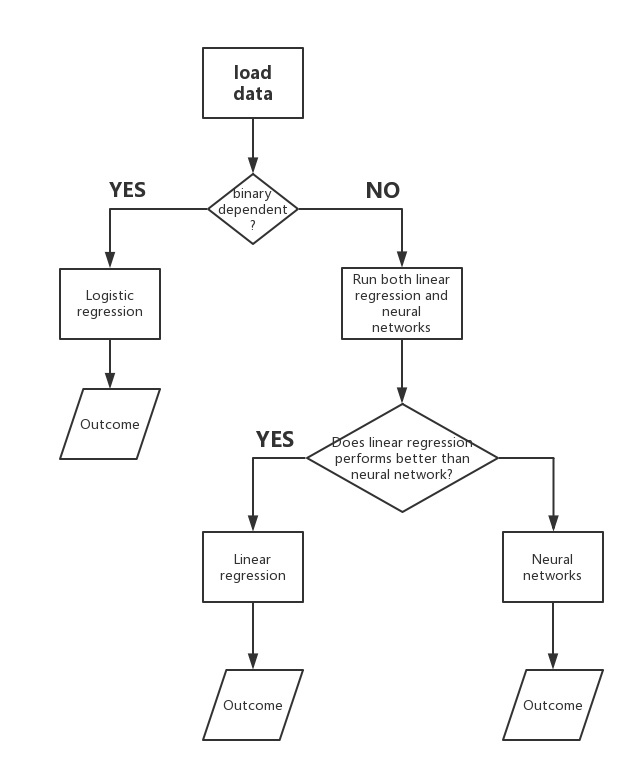 load
data
YES
NO
binary
dependent
?
Logistic
regression
Run both linear
regression and
neural
networks
Outcome
YES
Does linear regression
performs better than
neural network?
Linear
regression
Neural
networks
Outcome
Outcome